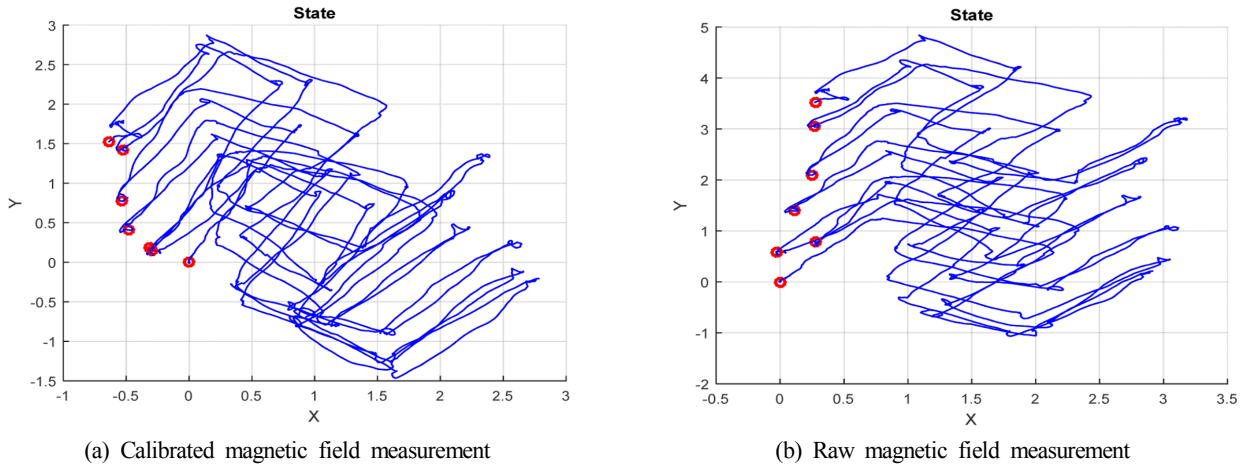 State
3
2.5
2
1.5
1
0.5
0
-0.5
-1
-1.5
Y
-1 -0.5 0 0.5 1 1.5 2 2.5 3
X
(a) Calibrated magnetic field measurement
State
5
4
3
2
1
0
-1
-2
Y
-0.5 0 0.5 1 1.5 2 2.5 3 3.5
X
(b) Raw magnetic field measurement